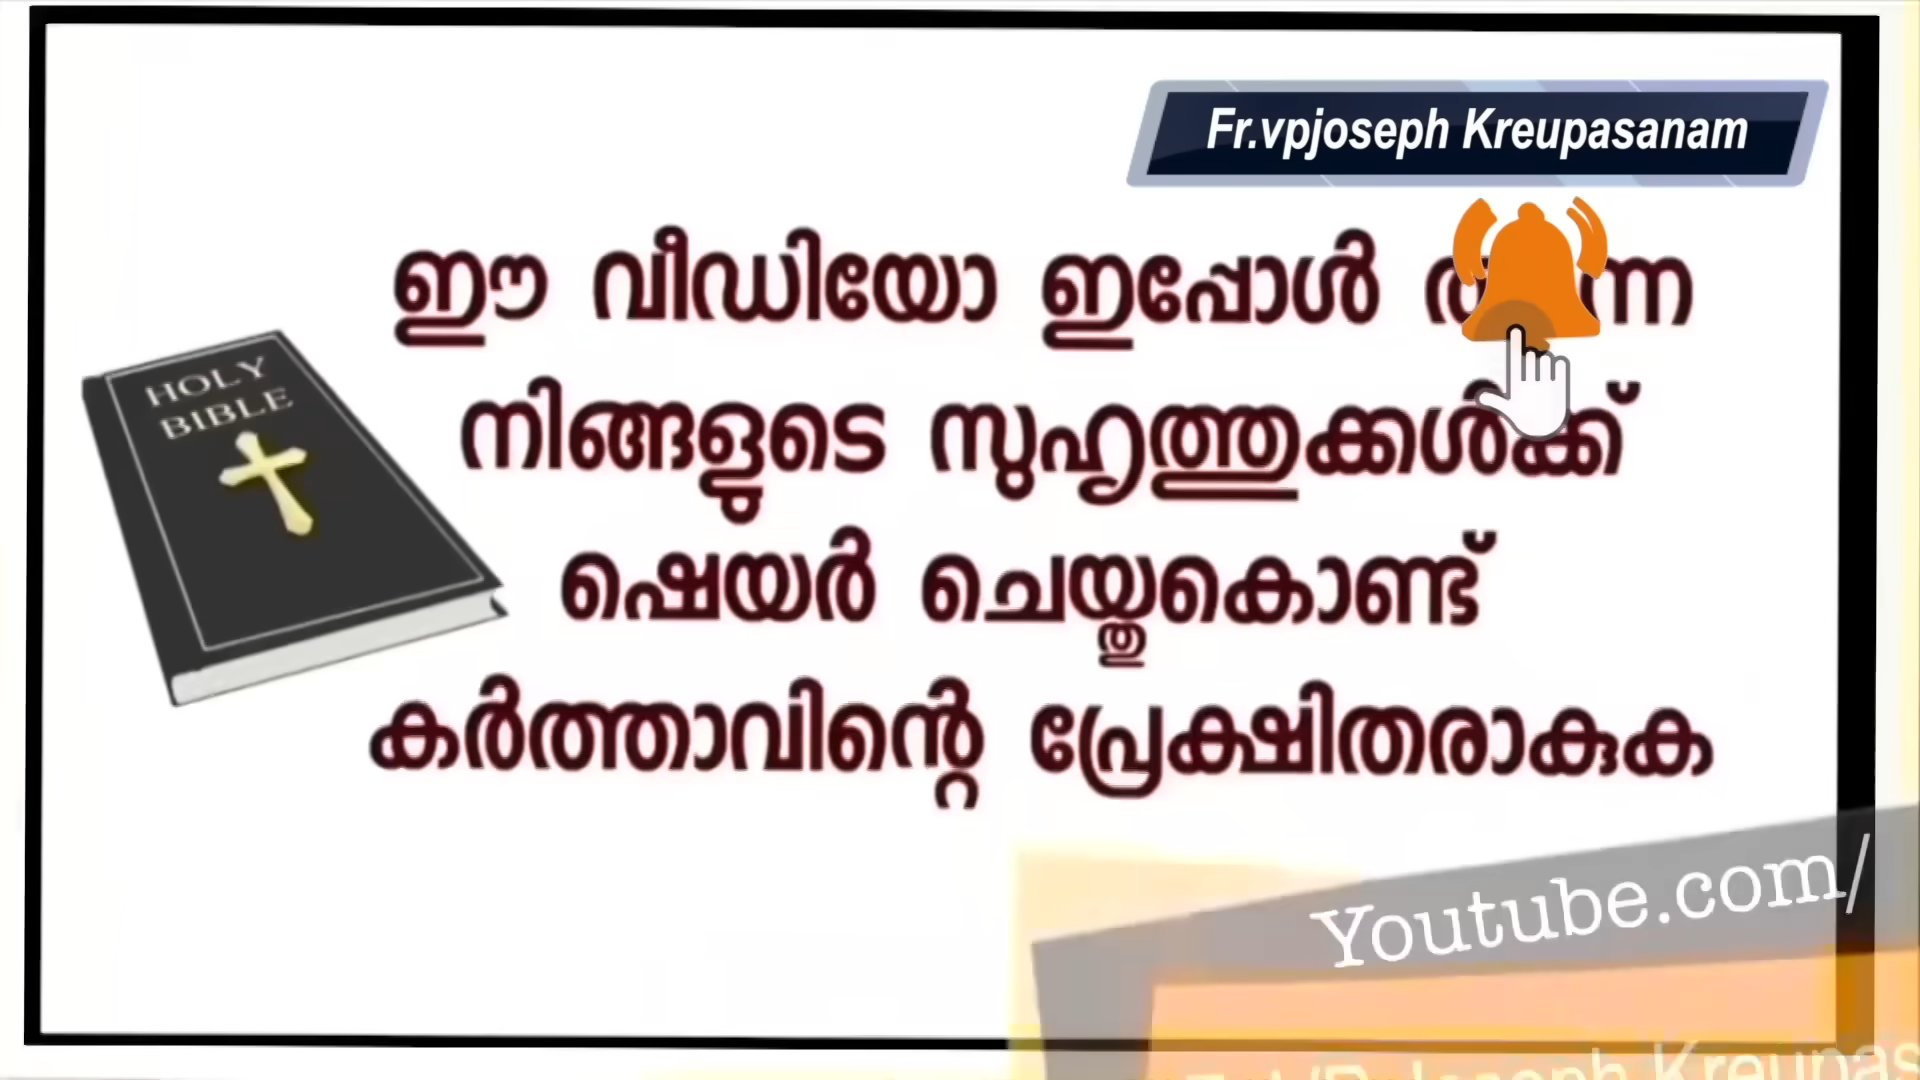 Fr.vpjoseph Kreupasanam
ഈ വീഡിയോ ഇപ്പോൾ
നിങ്ങളുടെ സുഹൃത്തുക്കൾക്ക്
ഷെയർ ചെയ്തുകൊണ്ട്
കർത്താവിന്റെ പ്രേക്ഷിതരാകുക
HOLY
BIBLE
Youtube.com/